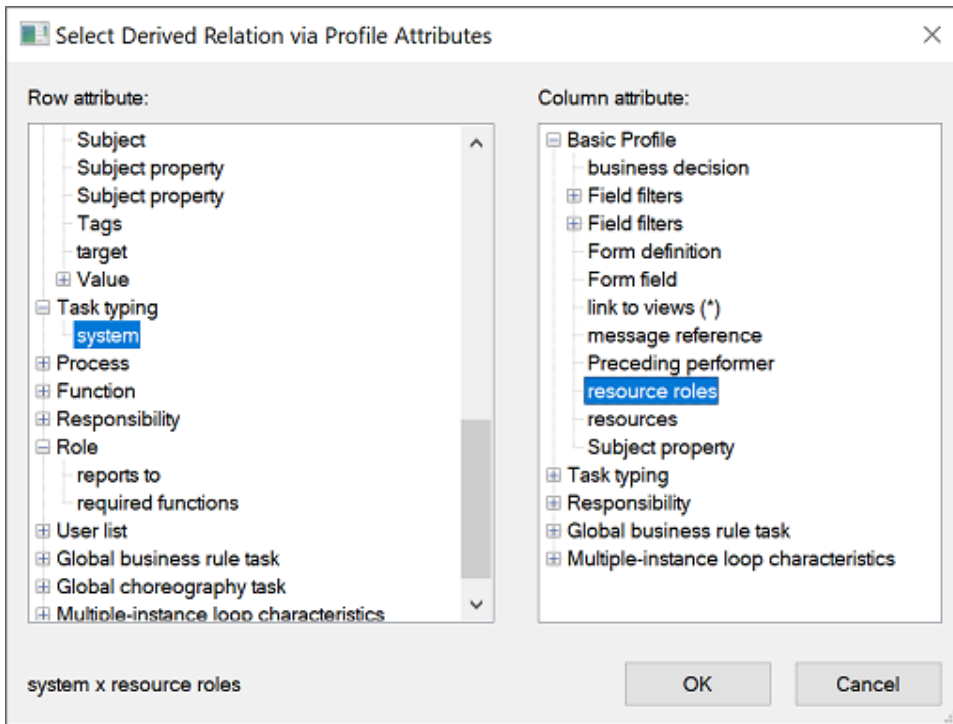 Select Derived Relation via Profile Attributes
Row attribute:
Subject
Subject property
Subject property
Tags
target
Value
Task typing
system
Process
Function
Responsibility
Role
reports to
required functions
User list
Global business rule task
Global choreography task
Multiple-instance loop characteristics
Column attribute:
Basic Profile
business decision
Field filters
Field filters
Form definition
Form field
link to views (*)
message reference
Preceding performer
resource roles
resources
Subject property
Task typing
Responsibility
Global business rule task
Multiple-instance loop characteristics
system x resource roles
OK
Cancel